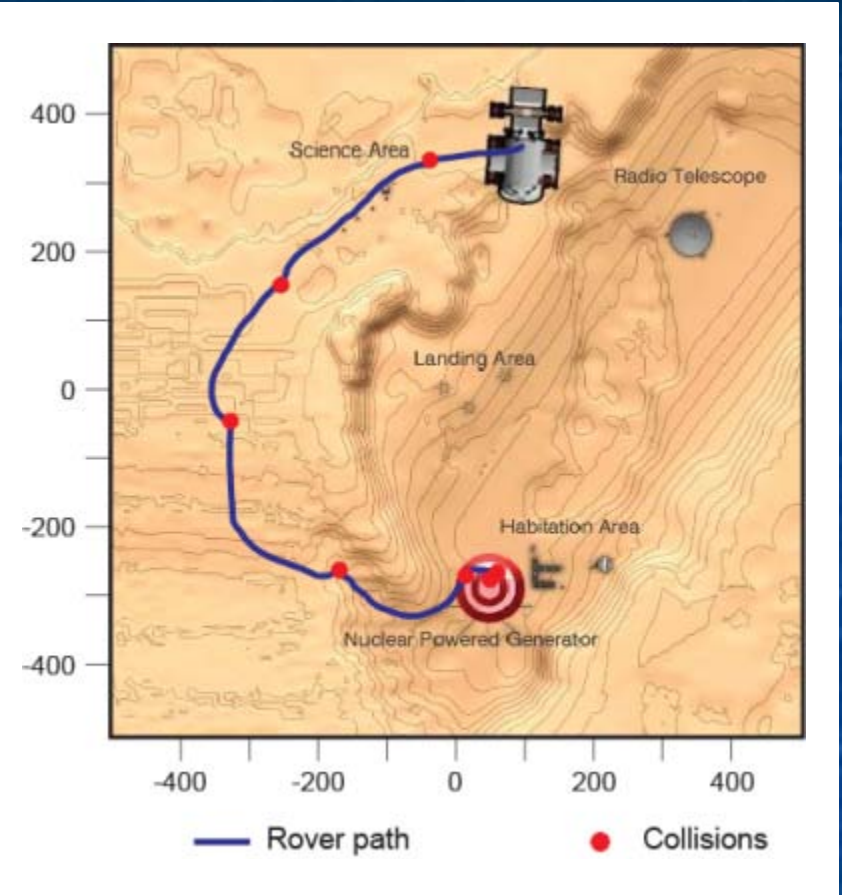 400
Science Area
Radio Telescope
200
Landing Area
0
-200
Habitation Area
Nuclear Powered Generator
-400
-400 -200 0 200 400
Rover path Collisions